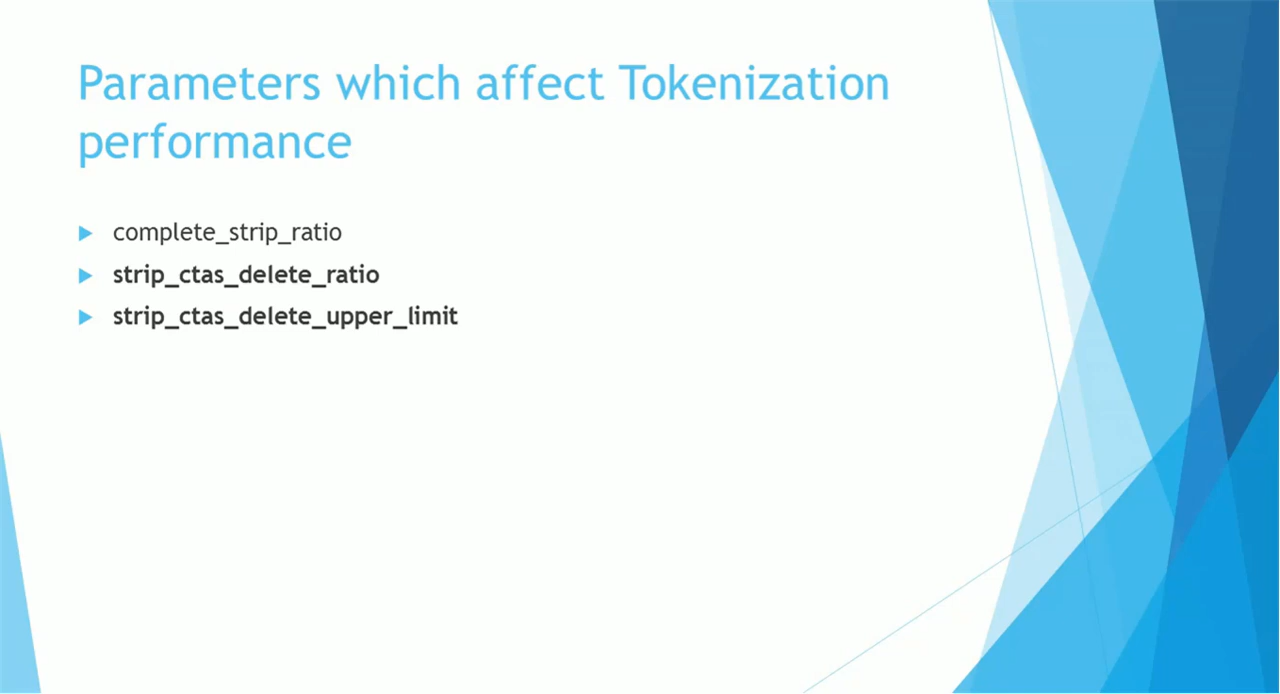 Parameters which affect Tokenization
performance
complete_strip_ratio
strip_ctas_delete_ratio
strip_ctas_delete_upper_limit